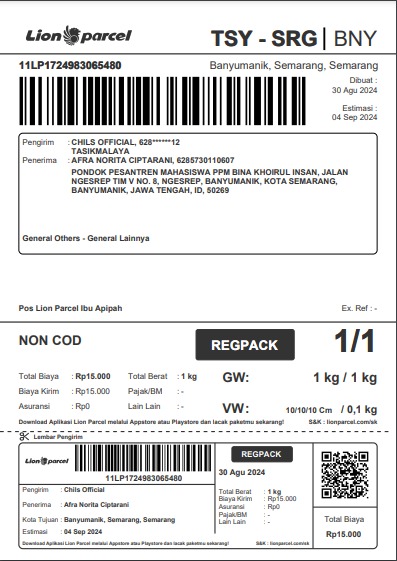 Lion parcel
TSY - SRG | BNY
11LP1724983065480
Banyumanik, Semarang, Semarang
Dibuat :
30 Agu 2024
Estimasi :
04 Sep 2024
Pengirim : CHILS OFFICIAL, 628******12
TASIKMALAYA
Penerima : AFRA NORITA CIPTARANI, 6285730110607
PONDOK PESANTREN MAHASISWA PPM BINA KHOIRUL INSAN, JALAN
NGESREP TIM V NO. 8, NGESREP, BANYUMANIK, KOTA SEMARANG,
BANYUMANIK, JAWA TENGAH, ID, 50269
General Others - General Lainnya
Pos Lion Parcel Ibu Apipah
Ex. Ref : -
NON COD
REGPACK
1/1
Total Biaya : Rp15.000
Total Berat : 1 kg
GW: 1 kg / 1 kg
Biaya Kirim : Rp15.000
Pajak/BM : -
Asuransi : Rp0
Lain Lain : -
VW: 10/10/10 Cm / 0,1 kg
Download Aplikasi Lion Parcel melalui Appstore atau Playstore dan lacak paketmu sekarang!
S&K : lionparcel.com/sk
Lembar Pengirim
Lion parcel
11LP1724983065480
Pengirim : Chils Official
Penerima : Afra Norita Ciptarani
Kota Tujuan : Banyumanik, Semarang, Semarang
Estimasi : 04 Sep 2024
REGPACK
30 Agu 2024
Total Berat : 1 kg
Biaya Kirim : Rp15.000
Asuransi : Rp0
Pajak/BM : -
Lain Lain : -
Total Biaya
Rp15.000
Download Aplikasi Lion Parcel melalui Appstore atau Playstore dan lacak paketmu sekarang!
S&K : lionparcel.com/sk